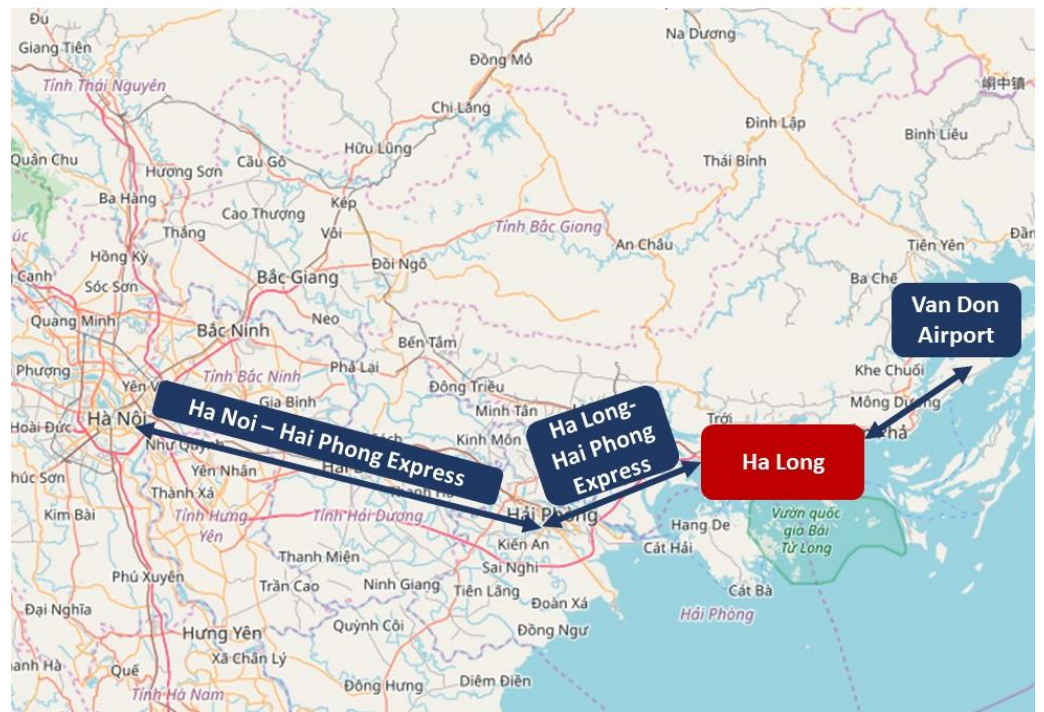 Đu
Giang Tiên
Na Dương
Đồng Mỏ
Tỉnh Thái Nguyên
峒中镇
Chi Lăng
Đình Lập
Bình Liêu
Quân Chu
Cầu Gồ
Hữu Lũng
Thái Bình
Hương Sơn
Ba Hàng
Kép
Cao Thượng
Thắng
Vôi
Tỉnh Bắc Giang
An Châu
Tiên Yên
Hồng Kỳ
Bắc Giang
Đồi Ngô
Ba Chẽ
Sóc Sơn
Van Don
Airport
Quang Minh
Bắc Ninh
Neo
Bến Tắm
Phượng
Phả Lại
Khe Chuối
Tỉnh Bắc Ninh
Đông Triều
Gia Bình
Mông Dương
Minh Tân
Trới
Hà Nội
Hoài Đức
Ha Noi – Hai Phong Express
Ha Long-
Hai Phong
Express
Như Quỳnh
Kinh Môn
Ha Long
Yên Nhân
Thành Xá
Kim Bài
Tỉnh Hưng
Yên
Tỉnh Hải Dương
Hải Phòng
Hang De
Vườn quốc
gia Bái
Tử Long
Kiến An
Cát Hải
Thanh Miện
Sai Nghi
Phú Xuyên
Trần Cao
Ninh Giang
Tiên Lãng
Cát Bà
Đoàn Xá
Hải Phòng
Đại Nghĩa
Hưng Yên
Quỳnh Côi
Đồng Ngư
Xã Chân Lý
Quế
Đông Hưng
Diêm Điền
Tỉnh Hà Nam